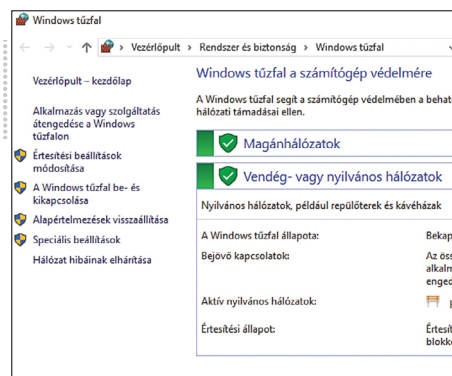 Windows tűzfal
Vezérlőpult › Rendszer és biztonság › Windows tűzfal
Vezérlőpult – kezdőlap
Alkalmazás vagy szolgáltatás
átengedése a Windows
tűzfalon
Értesítési beállítások
módosítása
A Windows tűzfal be- és
kikapcsolása
Alapértelmezések visszaállítása
Speciális beállítások
Hálózat hibáinak elhárítása
Windows tűzfal a számítógép védelmére
A Windows tűzfal segít a számítógép védelmében a behat
hálózati támadásai ellen.
Magánhálózatok
Vendég- vagy nyilvános hálózatok
Nyilvános hálózatok, például repülőterek és kávéházak
A Windows tűzfal állapota: Bekap
Bejövő kapcsolatok: Az öss
alkalm
enged
Aktív nyilvános hálózatok:
Értesítési állapot: Értesít
blokk